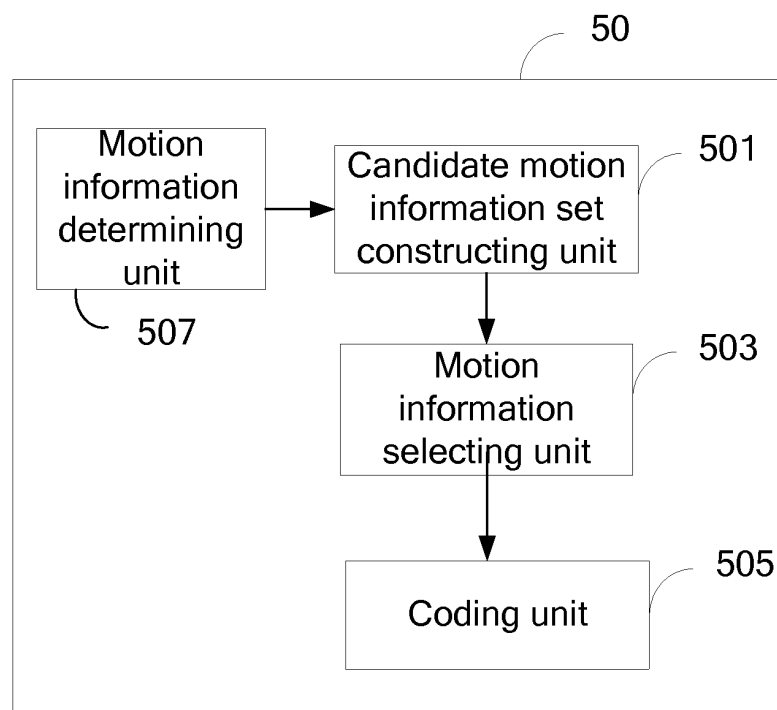 50
Motion
information
determining
unit
507
Candidate motion
information set
constructing unit
501
Motion
information
selecting unit
503
Coding unit
505